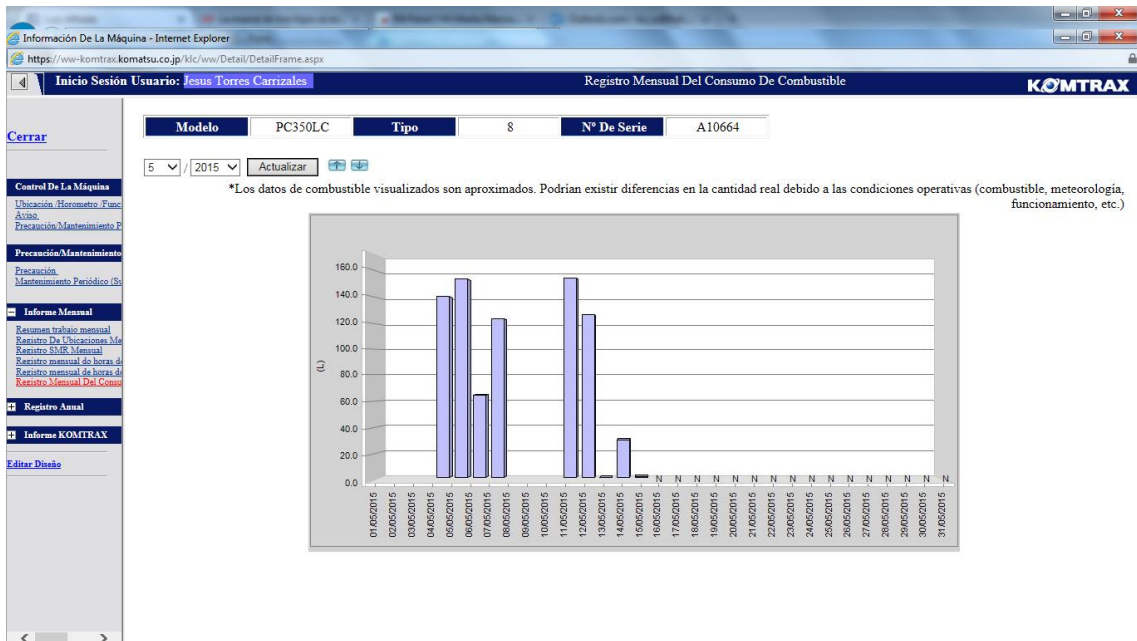 Información De La Máquina - Internet Explorer
https://ww-komtrax.komatsu.co.jp/klc/ww/Detail/DetailFrame.aspx
Inicio Sesión Usuario: Jesus Torres Carrizales
Registro Mensual Del Consumo De Combustible
KOMTRAX
Cerrar
Modelo PC350LC Tipo 8 Nº De Serie A10664
5 / 2015 Actualizar
*Los datos de combustible visualizados son aproximados. Podrían existir diferencias en la cantidad real debido a las condiciones operativas (combustible, meteorología,
funcionamiento, etc.)
Control De La Máquina
Ubicación /Horometro /Func
Aviso
Precaución/Mantenimiento P
Precaución/Mantenimiento
Precaución
Mantenimiento Periódico (Su
Informe Mensual
Resumen trabajo mensual
Registro De Ubicaciones Me
Registro SMR Mensual
Registro mensual do horas de
Registro mensual de horas de
Registro Mensual Del Consu
Registro Anual
Informe KOMTRAX
Editar Diseño
160.0
140.0
120.0
100.0
(L)
80.0
60.0
40.0
20.0
0.0
N N N N N N N N N N N N N N N N
01/05/2015
02/05/2015
03/05/2015
04/05/2015
05/05/2015
06/05/2015
07/05/2015
08/05/2015
09/05/2015
10/05/2015
11/05/2015
12/05/2015
13/05/2015
14/05/2015
15/05/2015
16/05/2015
17/05/2015
18/05/2015
19/05/2015
20/05/2015
21/05/2015
22/05/2015
23/05/2015
24/05/2015
25/05/2015
26/05/2015
27/05/2015
28/05/2015
29/05/2015
30/05/2015
31/05/2015